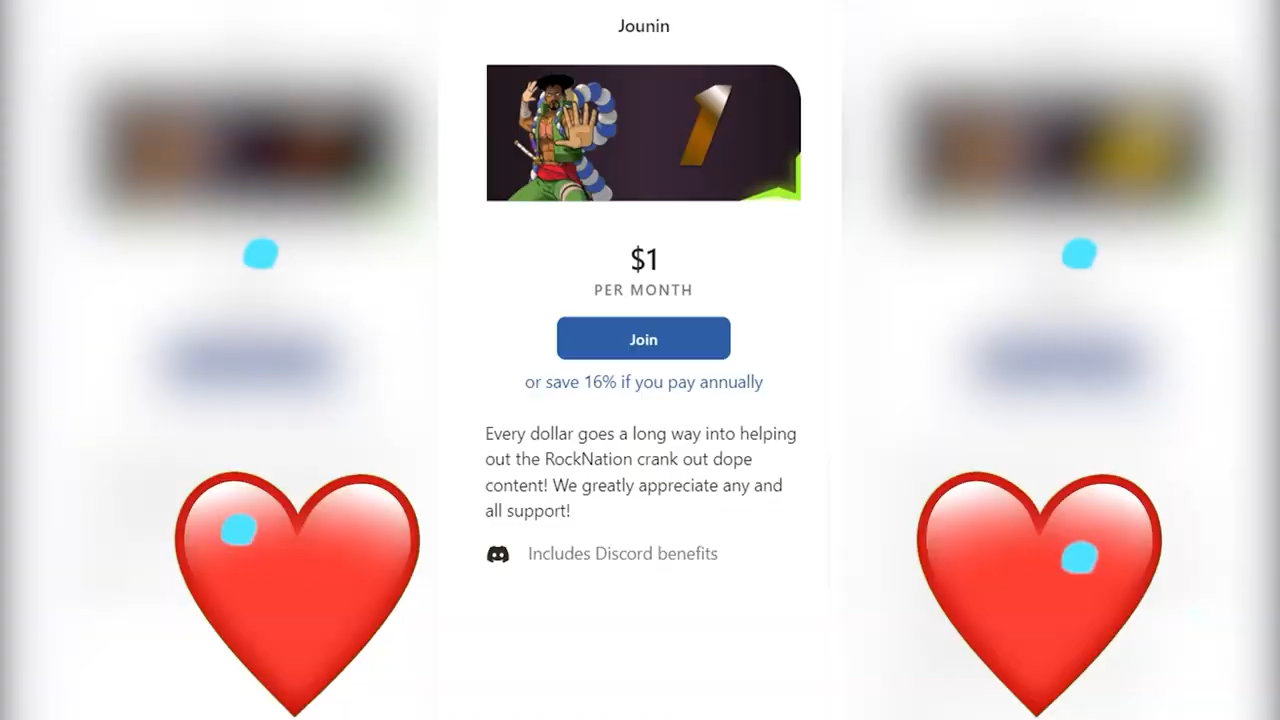 Jounin
1
$1
PER MONTH
Join
or save 16% if you pay annually
Every dollar goes a long way into helping
out the RockNation crank out dope
content! We greatly appreciate any and
all support!
Includes Discord benefits